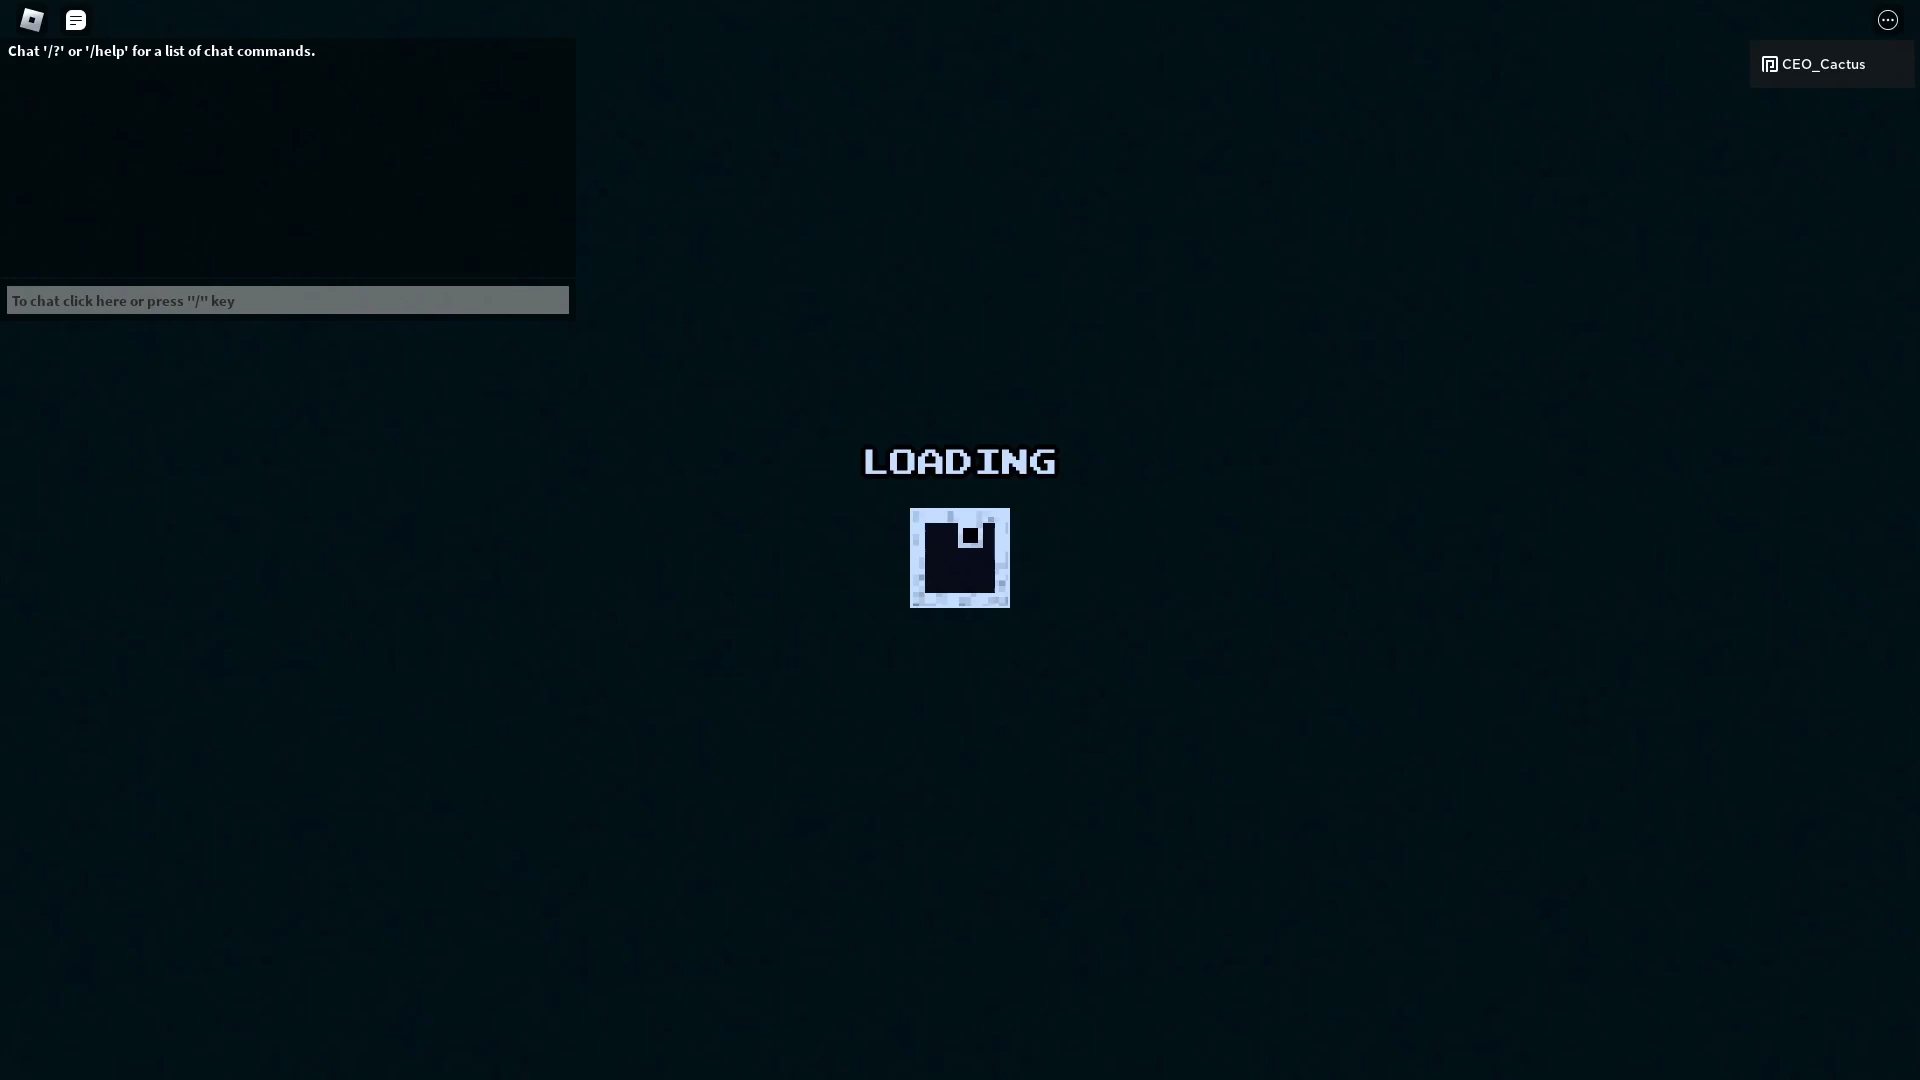 Chat '/?' or '/help' for a list of chat commands.
CEO_Cactus
To chat click here or press "/" key
LOADING